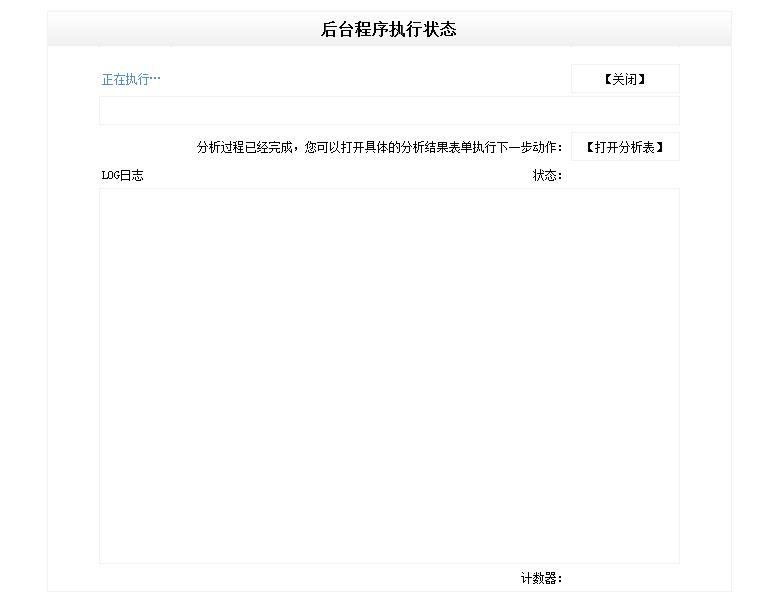 后台程序执行状态
正在执行…
【关闭】
分析过程已经完成，您可以打开具体的分析结果表单执行下一步动作：
【打开分析表】
LOG日志
状态：
计数器：